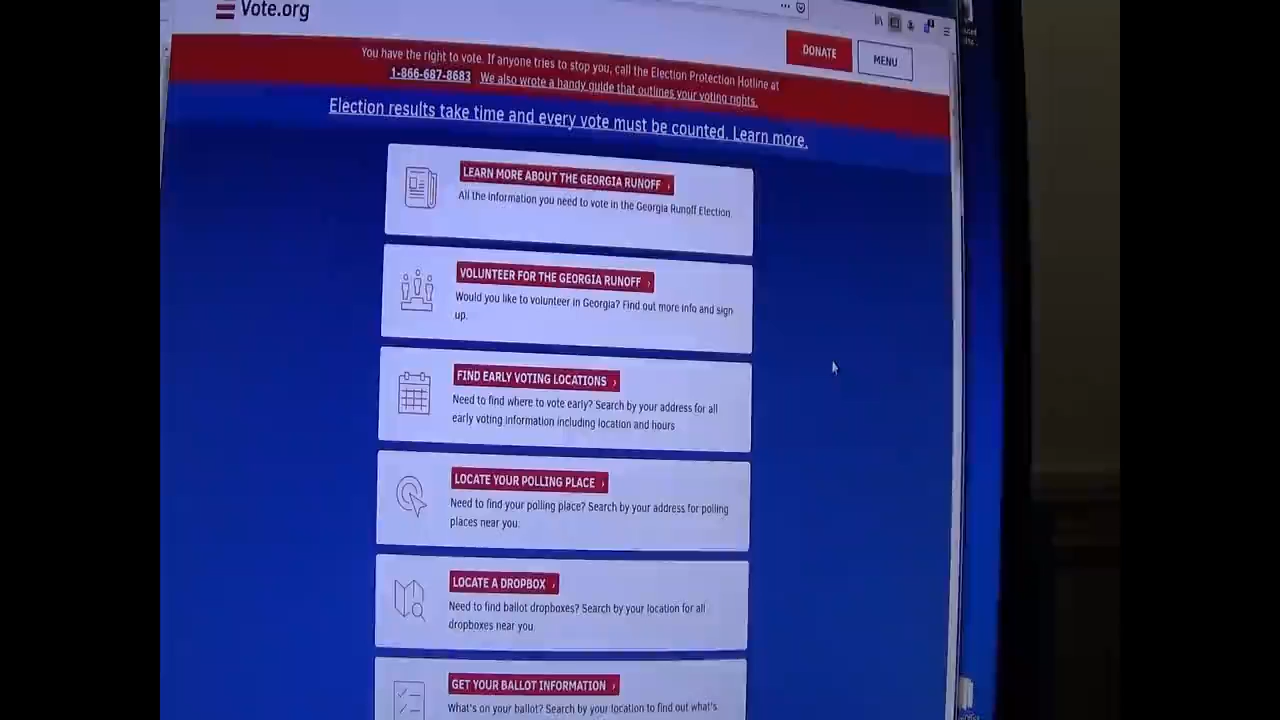 Vote.org
DONATE
MENU
You have the right to vote. If anyone tries to stop you, call the Election Protection Hotline at
1-866-687-8683 We also wrote a handy guide that outlines your voting rights.
Election results take time and every vote must be counted. Learn more.
LEARN MORE ABOUT THE GEORGIA RUNOFF ›
All the information you need to vote in the Georgia Runoff Election.
VOLUNTEER FOR THE GEORGIA RUNOFF ›
Would you like to volunteer in Georgia? Find out more info and sign
up.
FIND EARLY VOTING LOCATIONS ›
Need to find where to vote early? Search by your address for all
early voting information including location and hours
LOCATE YOUR POLLING PLACE ›
Need to find your polling place? Search by your address for polling
places near you.
LOCATE A DROPBOX ›
Need to find ballot dropboxes? Search by your location for all
dropboxes near you.
GET YOUR BALLOT INFORMATION ›
What's on your ballot? Search by your location to find out what's